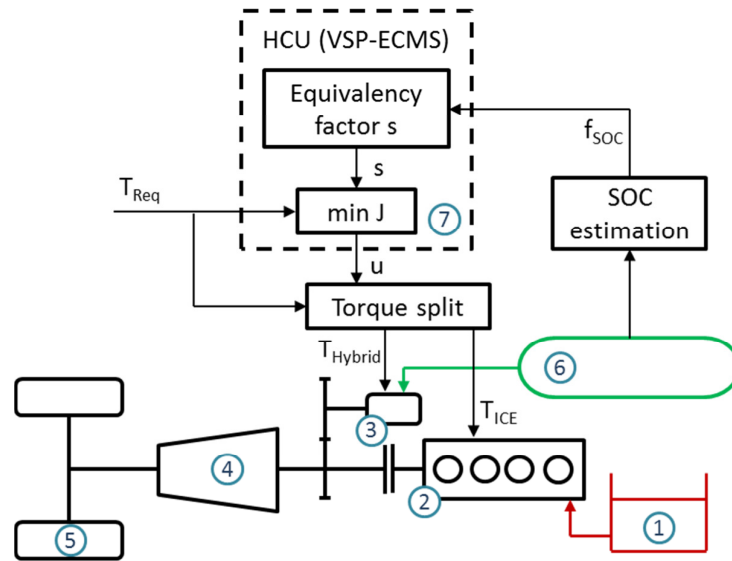 HCU (VSP-ECMS)
Equivalency
factor s
f_SOC
s
T_Req
min J
7
SOC
estimation
u
Torque split
T_Hybrid
6
T_ICE
3
4
2
1
5